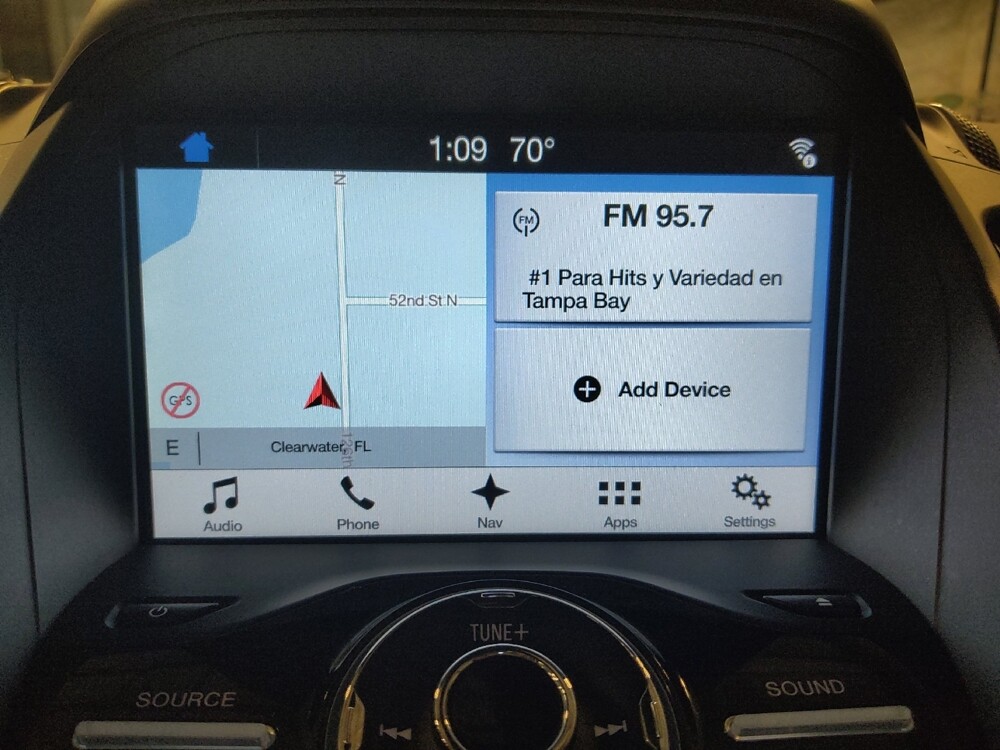 1:09 70°
N
FM
FM 95.7
#1 Para Hits y Variedad en
Tampa Bay
52nd St N
GPS
Add Device
E
Clearwater, FL
Audio
Phone
Nav
Apps
Settings
TUNE+
SOURCE
SOUND